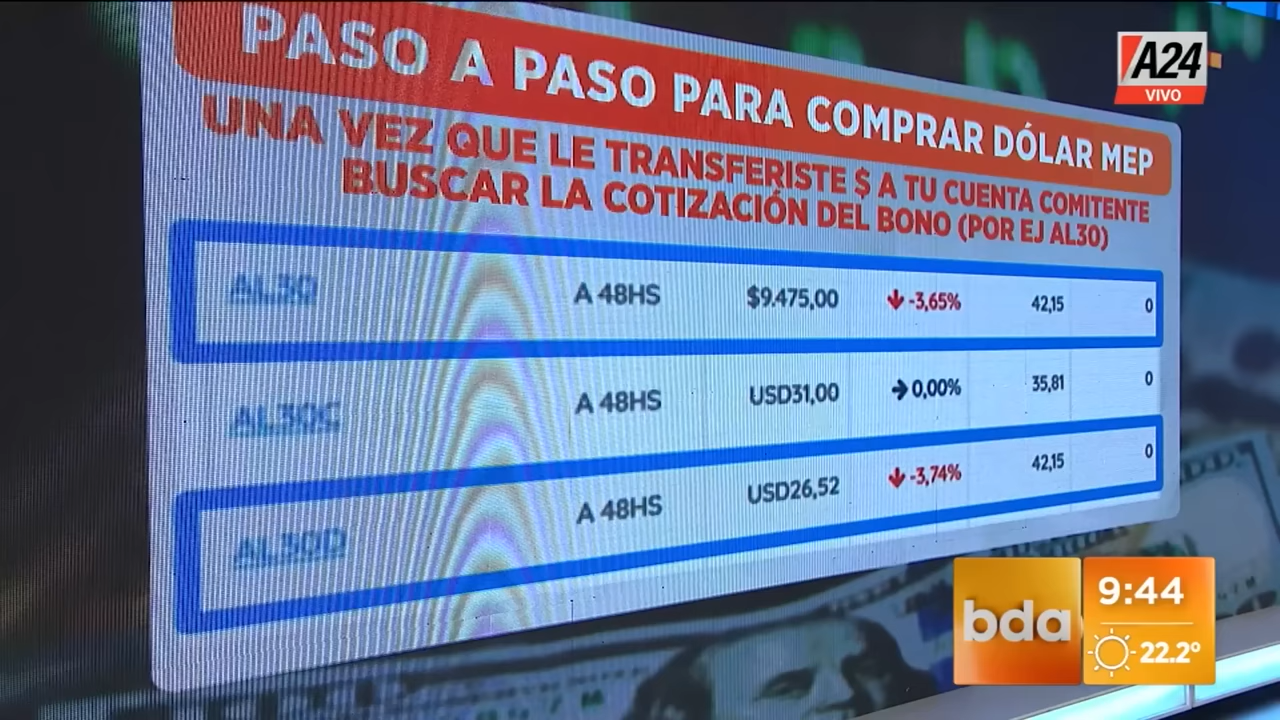 PASO A PASO PARA COMPRAR DÓLAR MEP
UNA VEZ QUE LE TRANSFERISTE $ A TU CUENTA COMITENTE
BUSCAR LA COTIZACIÓN DEL BONO (POR EJ AL30)
AL30 A 48HS $9.475,00 -3,65% 42,15 0
AL30C A 48HS USD31,00 0,00% 35,81 0
AL30D A 48HS USD26,52 -3,74% 42,15 0
A24
VIVO
bda
9:44
22.2º